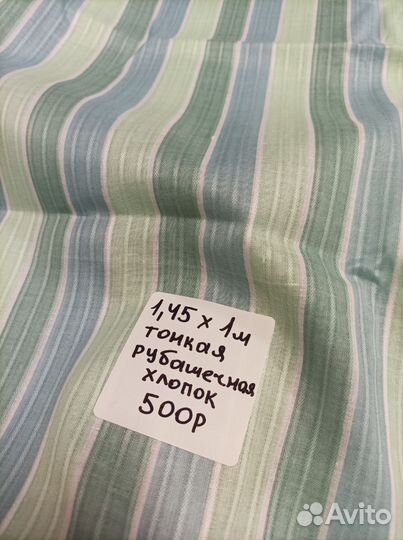 1,45 х 1м
тонкая
рубашечная
хлопок
500р
Avito